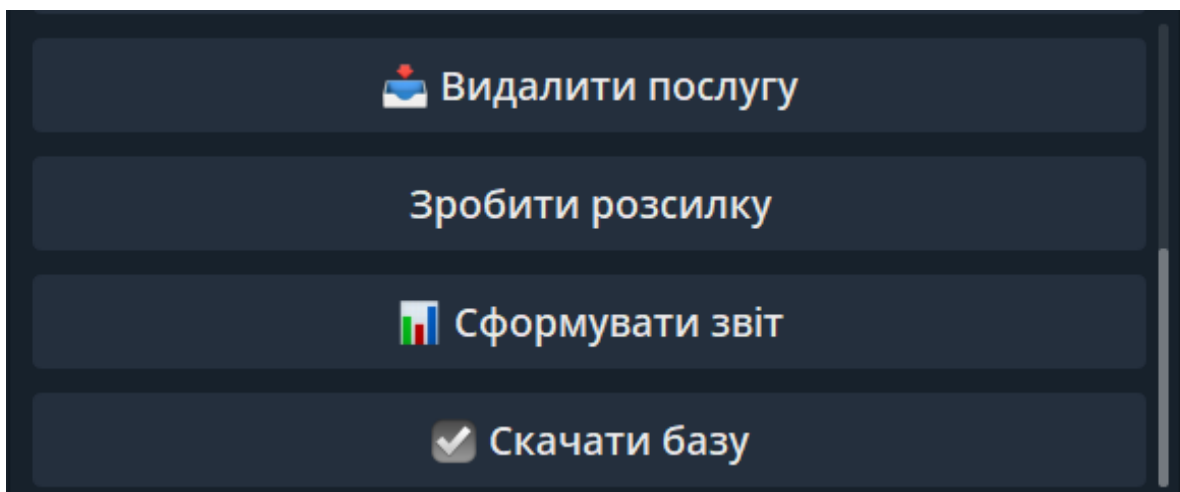 📥 Видалити послугу
Зробити розсилку
📊 Сформувати звіт
☑️ Скачати базу